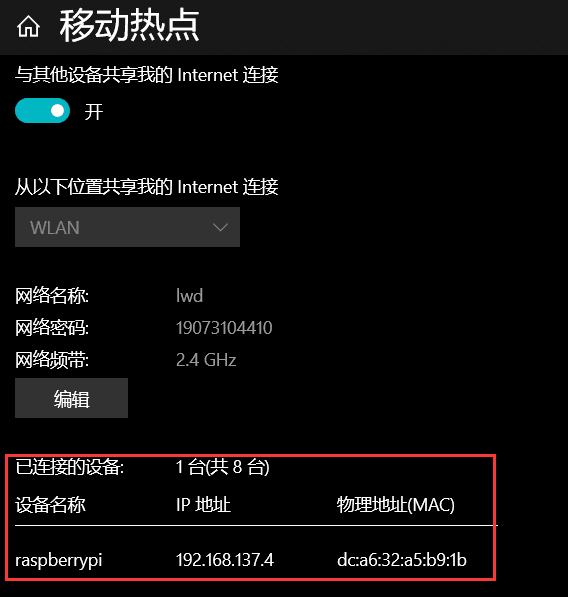 移动热点
与其他设备共享我的 Internet 连接
开
从以下位置共享我的 Internet 连接
WLAN
网络名称: lwd
网络密码: 19073104410
网络频带: 2.4 GHz
编辑
已连接的设备: 1 台(共 8 台)
设备名称 IP 地址 物理地址(MAC)
raspberrypi 192.168.137.4 dc:a6:32:a5:b9:1b